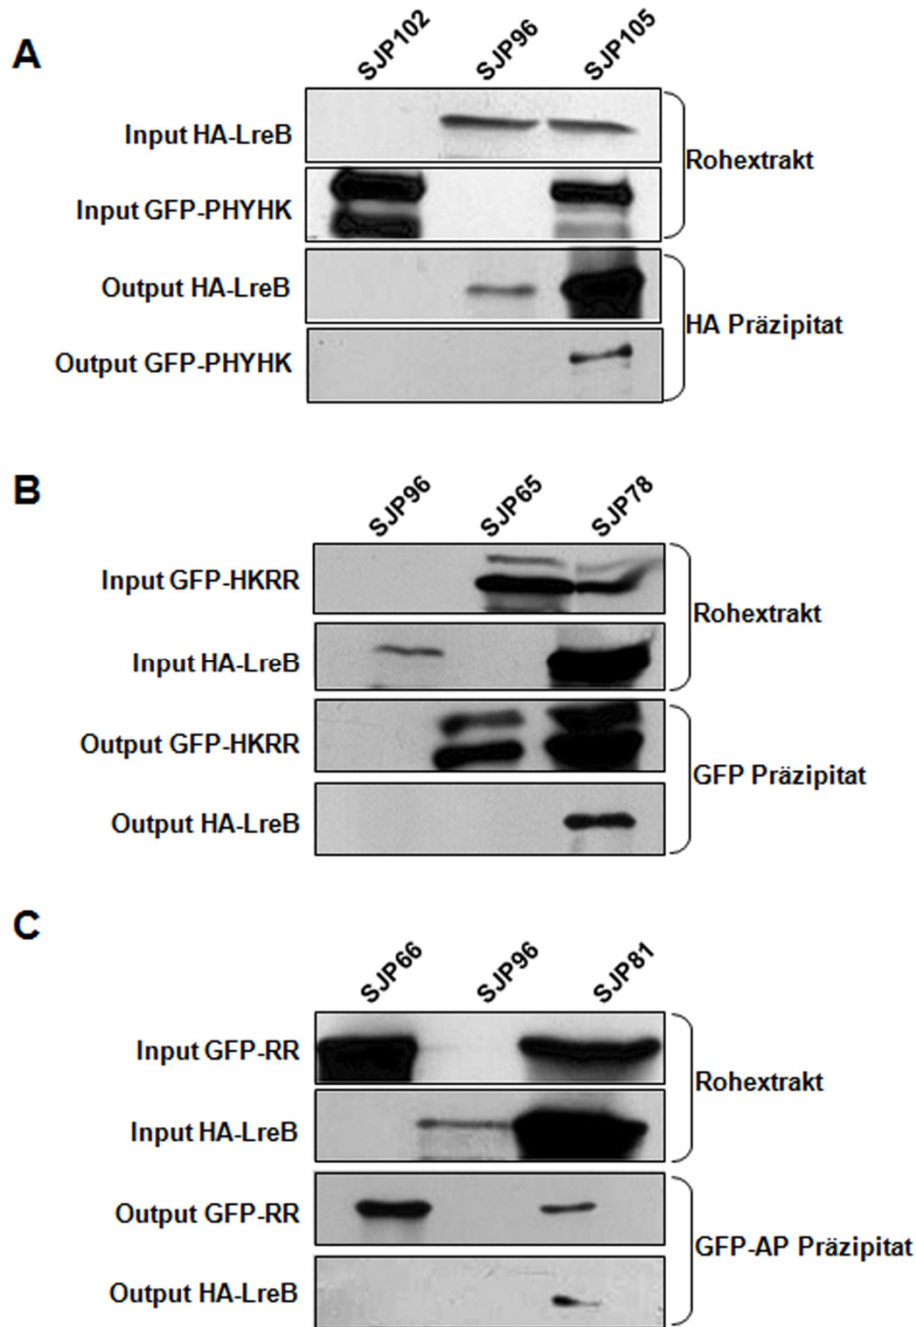 A
SJP102
SJP96
SJP105
Input HA-LreB
Input GFP-PHYHK
Rohextrakt
Output HA-LreB
Output GFP-PHYHK
HA Präzipitat
B
SJP96
SJP65
SJP78
Input GFP-HKRR
Input HA-LreB
Rohextrakt
Output GFP-HKRR
Output HA-LreB
GFP Präzipitat
C
SJP66
SJP96
SJP81
Input GFP-RR
Input HA-LreB
Rohextrakt
Output GFP-RR
Output HA-LreB
GFP-AP Präzipitat